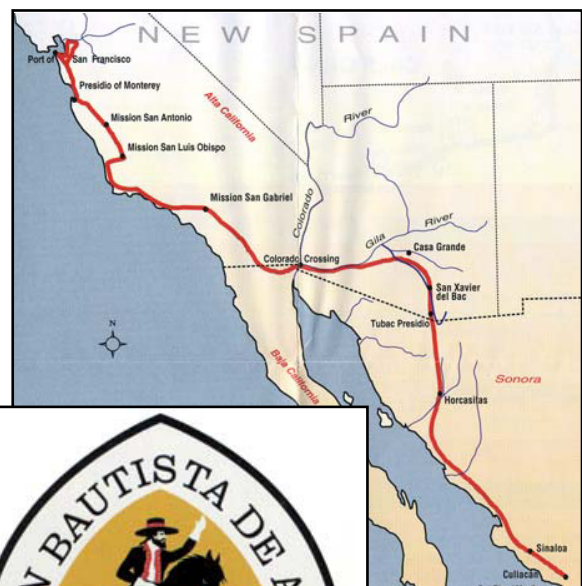 NEW SPAIN
Port of San Francisco
Presidio of Monterey
Mission San Antonio
Mission San Luis Obispo
Alta California
River
Colorado
Mission San Gabriel
Gila River
Casa Grande
Colorado Crossing
San Xavier
del Bac
Tubac Presidio
N
Baja California
Sonora
Horcasitas
Sinaloa
Culiacán
BAUTISTA DE